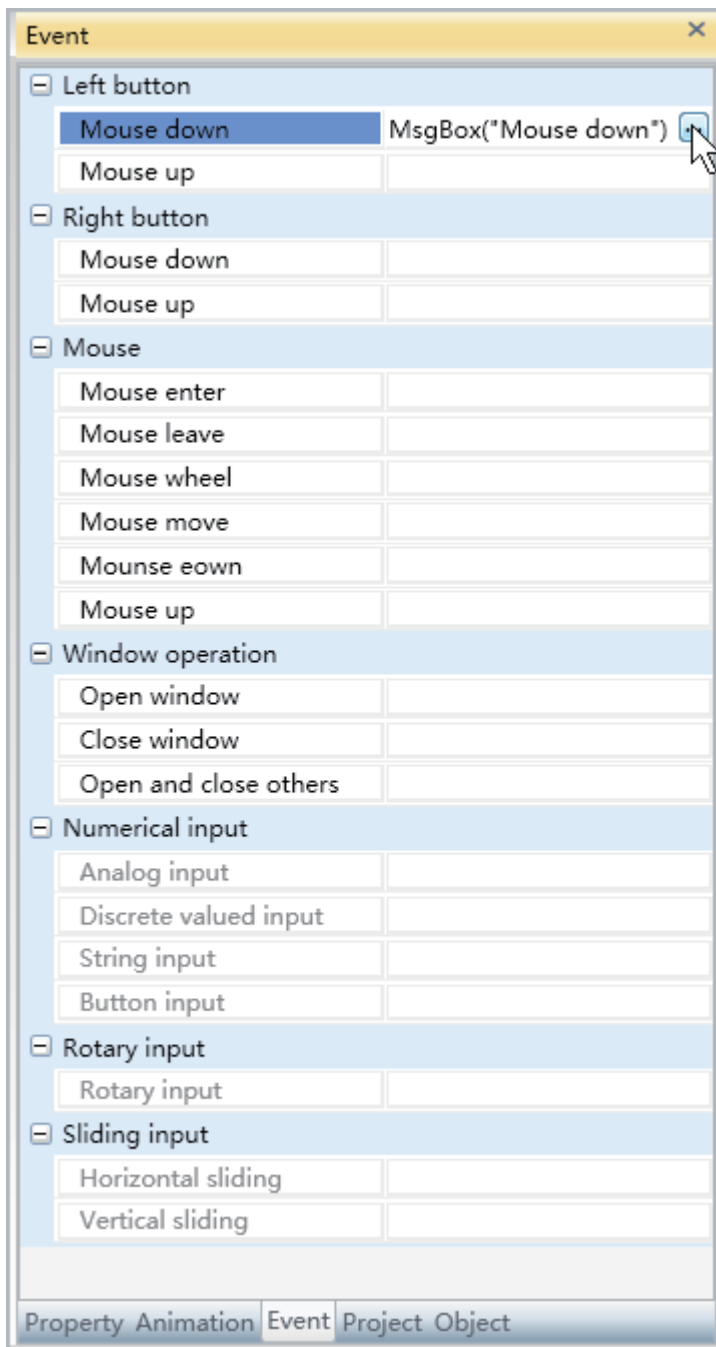 Event
Left button
Mouse down MsgBox("Mouse down")
Mouse up
Right button
Mouse down
Mouse up
Mouse
Mouse enter
Mouse leave
Mouse wheel
Mouse move
Mounse eown
Mouse up
Window operation
Open window
Close window
Open and close others
Numerical input
Analog input
Discrete valued input
String input
Button input
Rotary input
Rotary input
Sliding input
Horizontal sliding
Vertical sliding
Property Animation Event Project Object